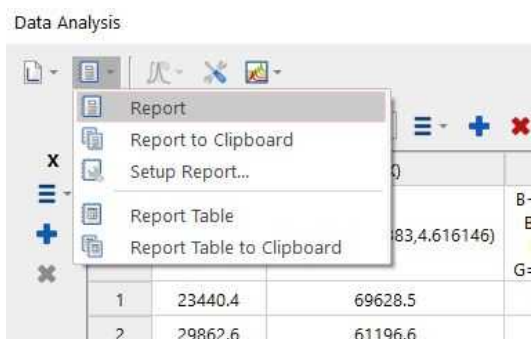 Data Analysis
Report
Report to Clipboard
X
Setup Report...
B
Report Table
383,4.616146)
Report Table to Clipboard
G=
1 23440.4 69628.5
2 29862.6 61196.6